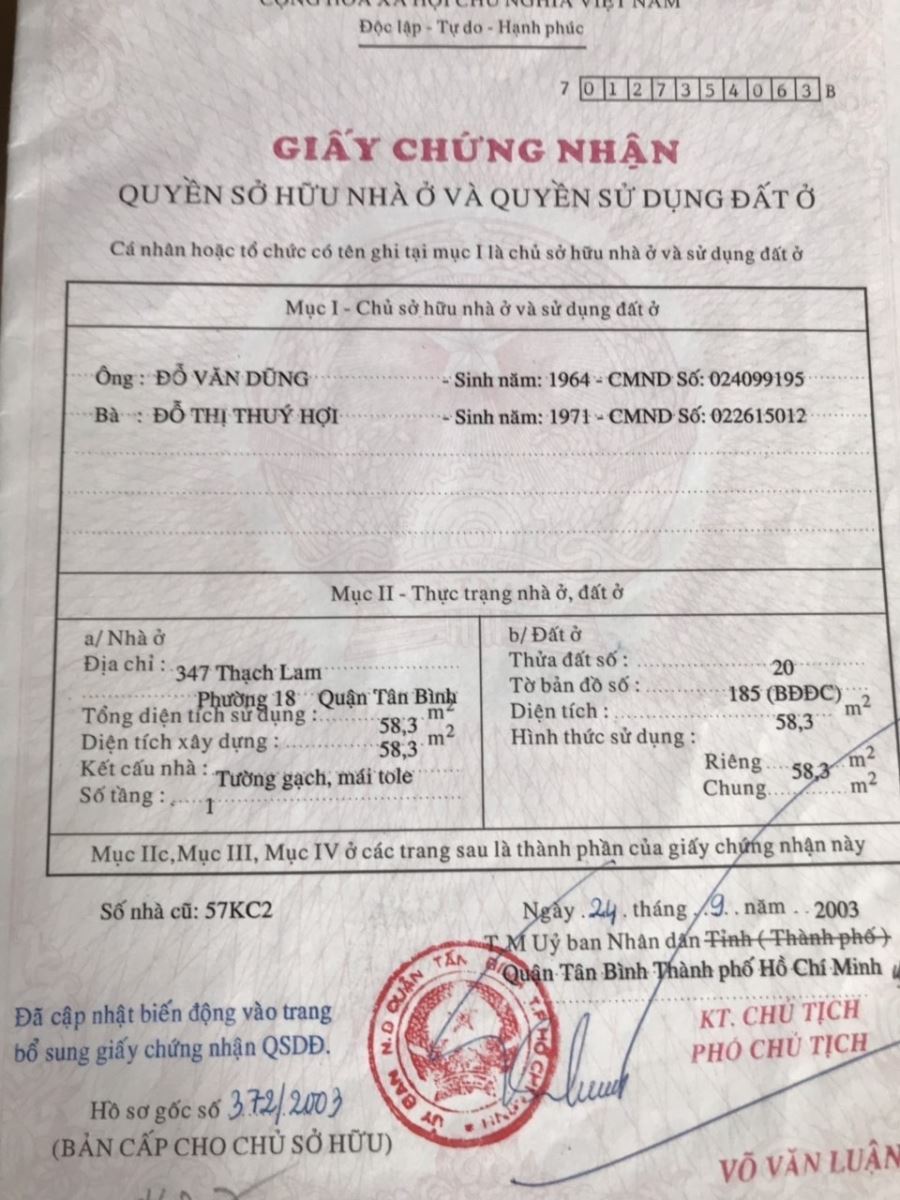 CỘNG HÒA XÃ HỘI CHỦ NGHĨA VIỆT NAM
Độc lập - Tự do - Hạnh phúc
7 0 1 2 7 3 5 4 0 6 3 B
GIẤY CHỨNG NHẬN
QUYỀN SỞ HỮU NHÀ Ở VÀ QUYỀN SỬ DỤNG ĐẤT Ở
Cá nhân hoặc tổ chức có tên ghi tại mục I là chủ sở hữu nhà ở và sử dụng đất ở
Mục I - Chủ sở hữu nhà ở và sử dụng đất ở
Ông : ĐỖ VĂN DŨNG - Sinh năm: 1964 - CMND Số: 024099195
Bà : ĐỖ THỊ THUÝ HỢI - Sinh năm: 1971 - CMND Số: 022615012
Mục II - Thực trạng nhà ở, đất ở
a/ Nhà ở
Địa chỉ : 347 Thạch Lam
Phường 18 Quận Tân Bình
Tổng diện tích sử dụng : 58,3 m²
Diện tích xây dựng : 58,3 m²
Kết cấu nhà : Tường gạch, mái tole
Số tầng : 1
b/ Đất ở
Thửa đất số : 20
Tờ bản đồ số : 185 (BĐĐC)
Diện tích : 58,3 m²
Hình thức sử dụng :
Riêng 58,3 m²
Chung m²
Mục IIc,Mục III, Mục IV ở các trang sau là thành phần của giấy chứng nhận này
Số nhà cũ: 57KC2
Ngày 24 tháng 9 năm 2003
T.M Uỷ ban Nhân dân Tỉnh ( Thành phố )
Quận Tân Bình Thành phố Hồ Chí Minh
KT. CHỦ TỊCH
PHÓ CHỦ TỊCH
ỦY BAN N.D QUẬN TÂN BÌNH T.P HỒ CHÍ MINH
Đã cập nhật biến động vào trang
bổ sung giấy chứng nhận QSDĐ.
Hồ sơ gốc số 372/2003
(BẢN CẤP CHO CHỦ SỞ HỮU)
VÕ VĂN LUẬN